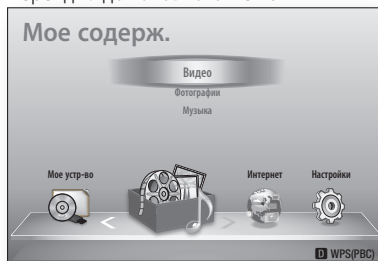 Мое содерж.
Видео
Фотографии
Музыка
Мое устр-во
Интернет
Настройки
D WPS(PBC)